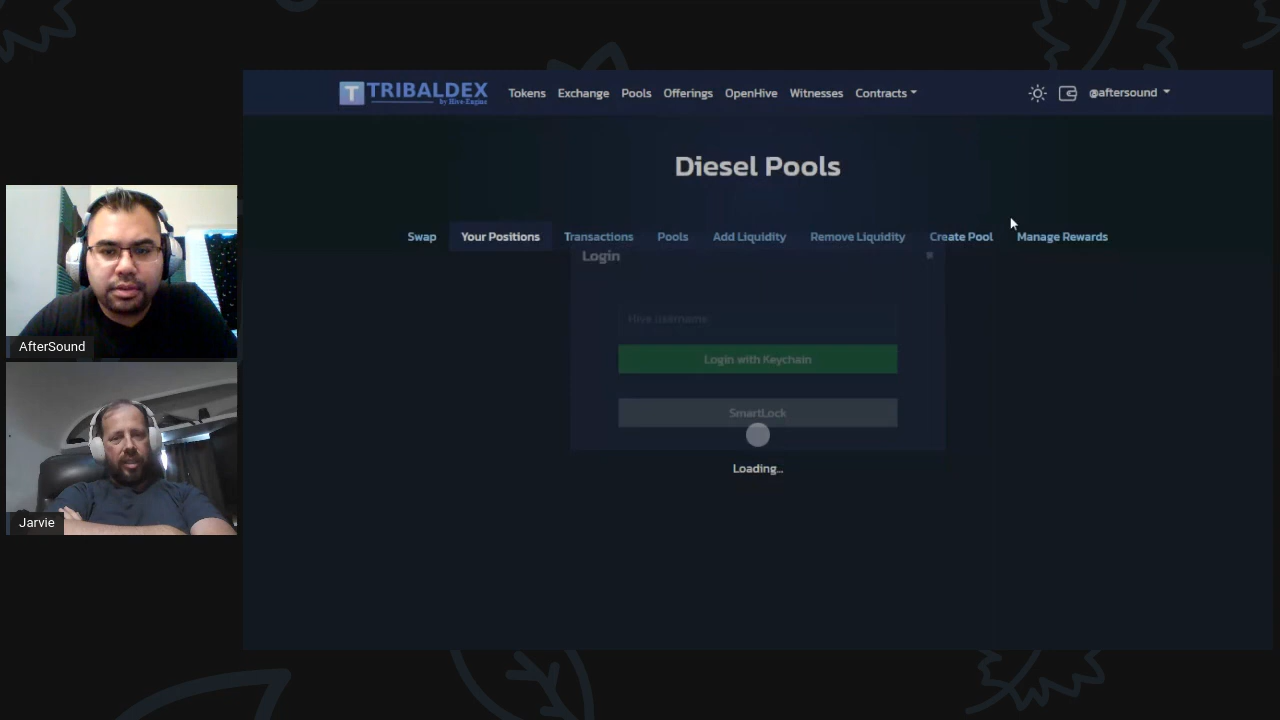 TRIBALDEX
by Hive-Engine
Tokens Exchange Pools Offerings OpenHive Witnesses Contracts
@aftersound
Diesel Pools
Swap Your Positions Transactions Pools Add Liquidity Remove Liquidity Create Pool Manage Rewards
Login
Hive username
Login with Keychain
SmartLock
Loading...
AfterSound
Jarvie